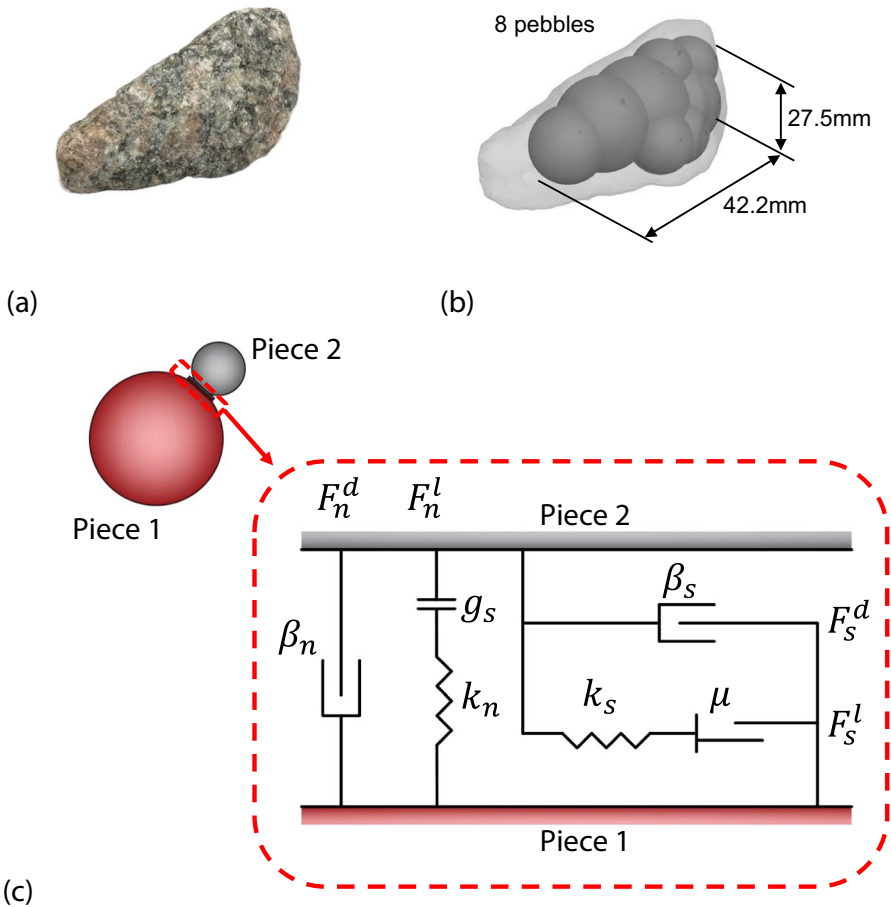 8 pebbles
27.5mm
42.2mm
(a)
(b)
Piece 2
Piece 1
F_n^d F_n^l
Piece 2
β_s
g_s
F_s^d
β_n
k_n
k_s μ
F_s^l
Piece 1
(c)